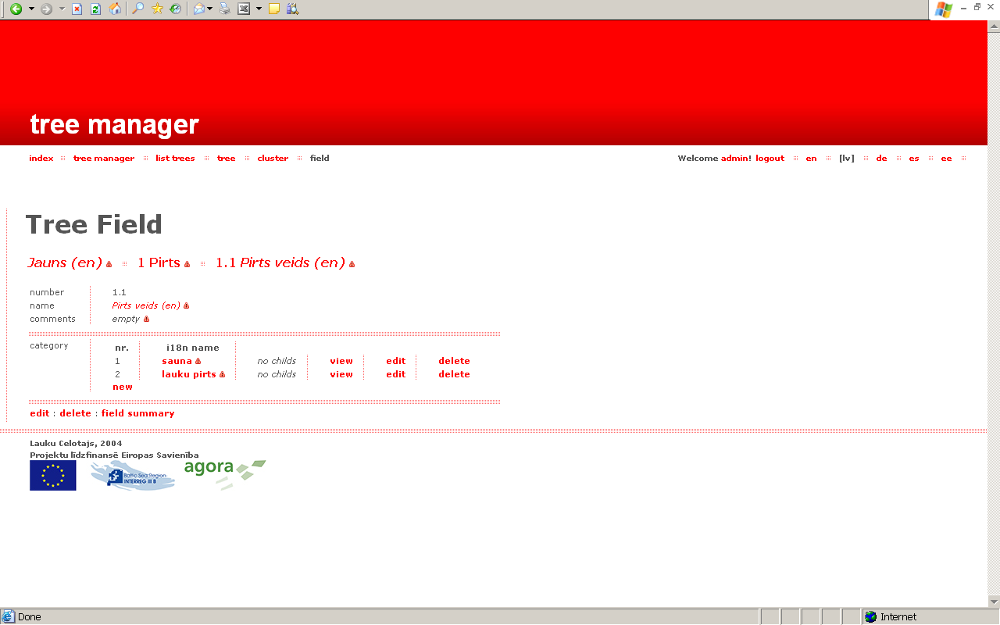 tree manager
index tree manager list trees tree cluster field Welcome admin! logout en [lv] de es ee
Tree Field
Jauns (en) 1 Pirts 1.1 Pirts veids (en)
number 1.1
name Pirts veids (en)
comments empty
category nr. i18n name
1 sauna no childs view edit delete
2 lauku pirts no childs view edit delete
new
edit : delete : field summary
Lauku Celotajs, 2004
Projektu līdzfinansē Eiropas Savienība
agora
Baltic Sea Region
INTERREG III B
Done Internet